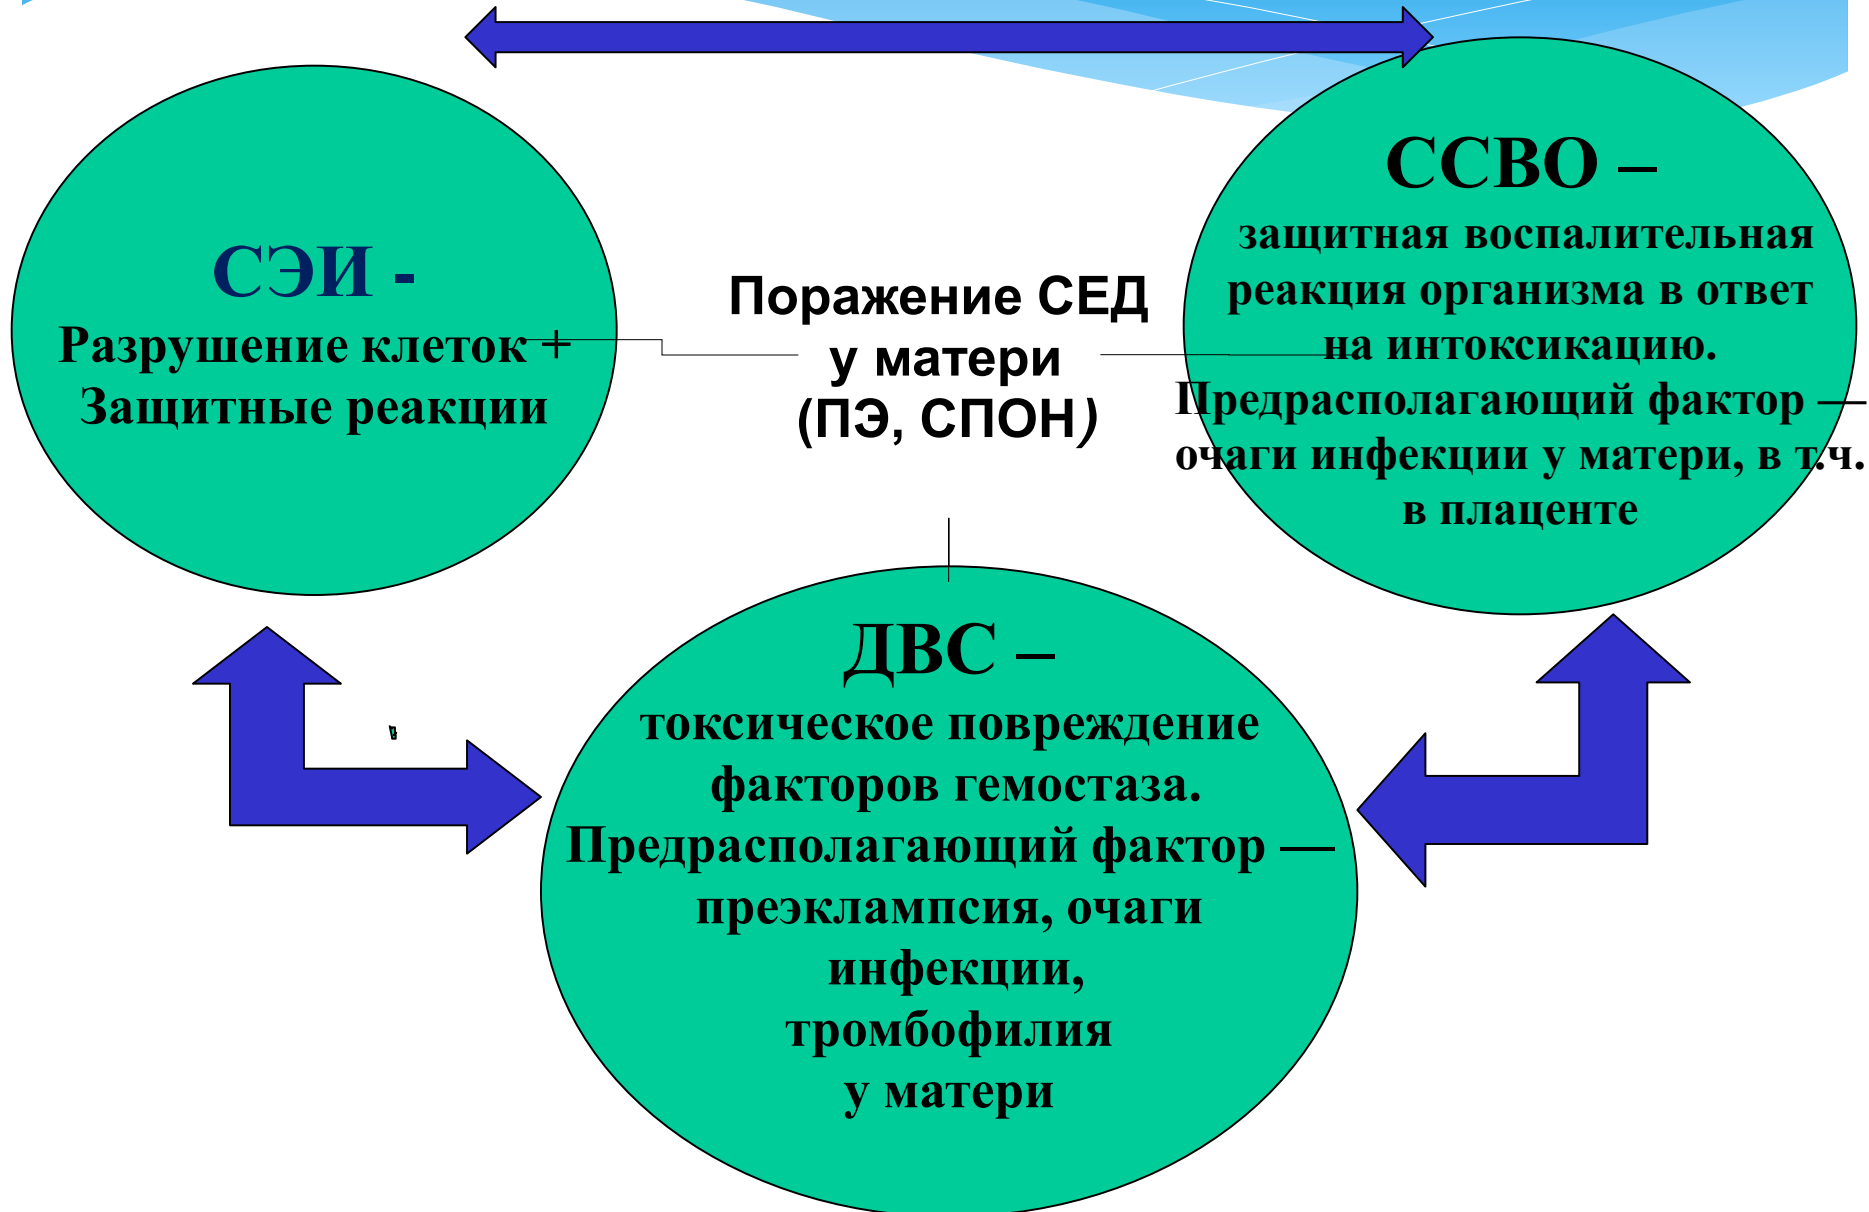 СЭИ -
Разрушение клеток +
Защитные реакции
Поражение СЕД
у матери
(ПЭ, СПОН)
ССВО –
защитная воспалительная
реакция организма в ответ
на интоксикацию.
Предрасполагающий фактор —
очаги инфекции у матери, в т.ч.
в плаценте
ДВС –
токсическое повреждение
факторов гемостаза.
Предрасполагающий фактор —
преэклампсия, очаги
инфекции,
тромбофилия
у матери